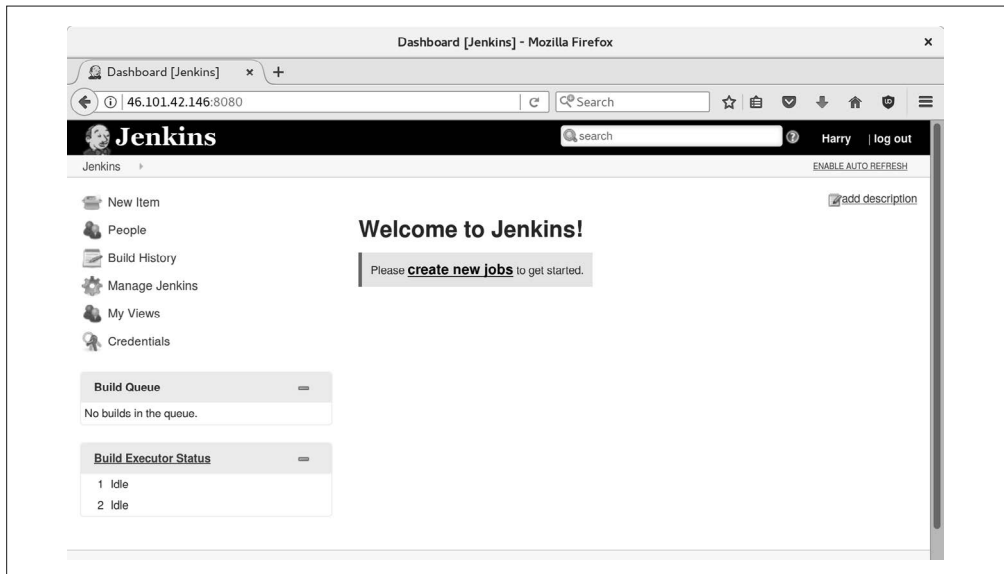 Dashboard [Jenkins] - Mozilla Firefox
Dashboard [Jenkins]
46.101.42.146:8080
Search
Jenkins
search
Harry | log out
Jenkins
ENABLE AUTO REFRESH
New Item
People
Build History
Manage Jenkins
My Views
Credentials
add description
Welcome to Jenkins!
Please create new jobs to get started.
Build Queue
No builds in the queue.
Build Executor Status
1 Idle
2 Idle